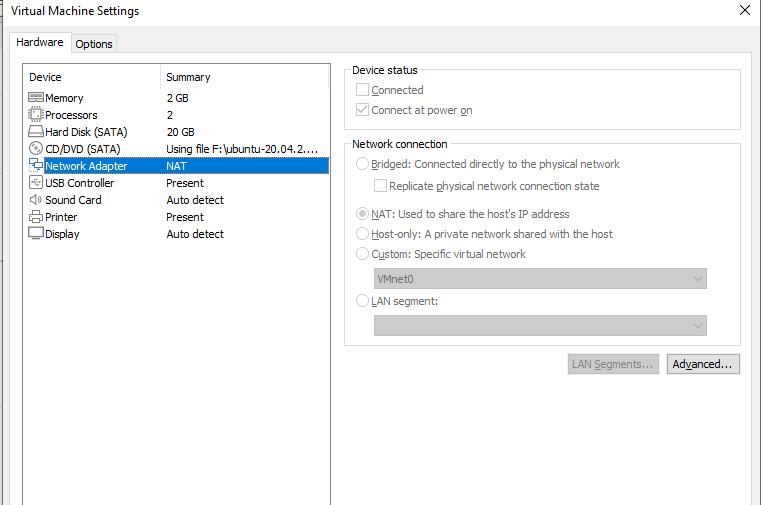 Virtual Machine Settings
Hardware
Options
Device Summary
Memory 2 GB
Processors 2
Hard Disk (SATA) 20 GB
CD/DVD (SATA) Using file F:\ubuntu-20.04.2....
Network Adapter NAT
USB Controller Present
Sound Card Auto detect
Printer Present
Display Auto detect
Device status
Connected
Connect at power on
Network connection
Bridged: Connected directly to the physical network
Replicate physical network connection state
NAT: Used to share the host's IP address
Host-only: A private network shared with the host
Custom: Specific virtual network
VMnet0
LAN segment:
LAN Segments... Advanced...